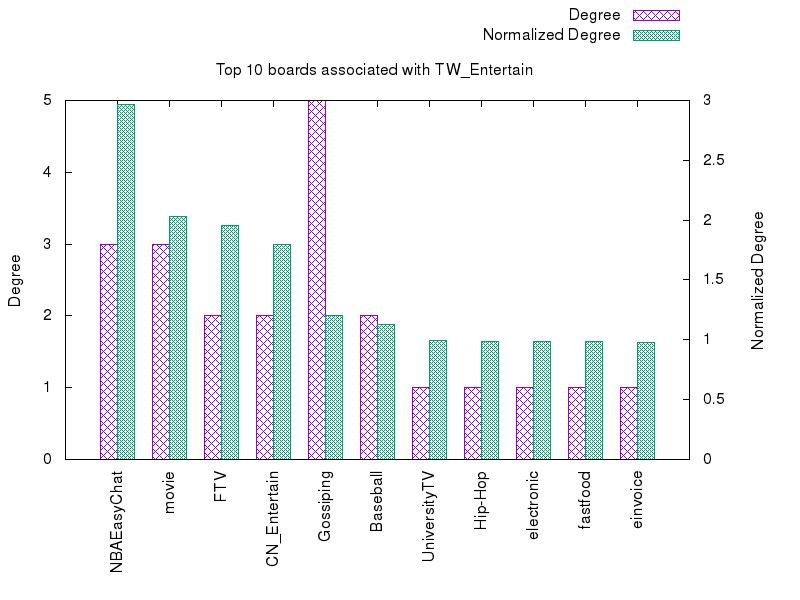 Degree
Normalized Degree
Top 10 boards associated with TW_Entertain
5
4
3
2
1
0
3
2.5
2
1.5
1
0.5
0
Degree
Normalized Degree
NBAEasyChat
movie
FTV
CN_Entertain
Gossiping
Baseball
UniversityTV
Hip-Hop
electronic
fastfood
einvoice